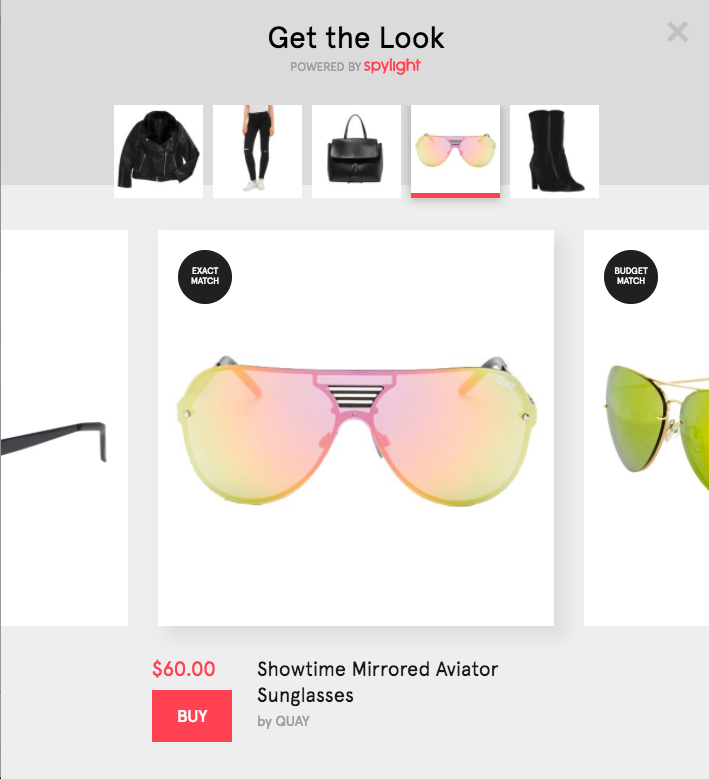 Get the Look
POWERED BY spylight
EXACT
MATCH
BUDGET
MATCH
QUAY
$60.00
Showtime Mirrored Aviator
Sunglasses
BUY
by QUAY